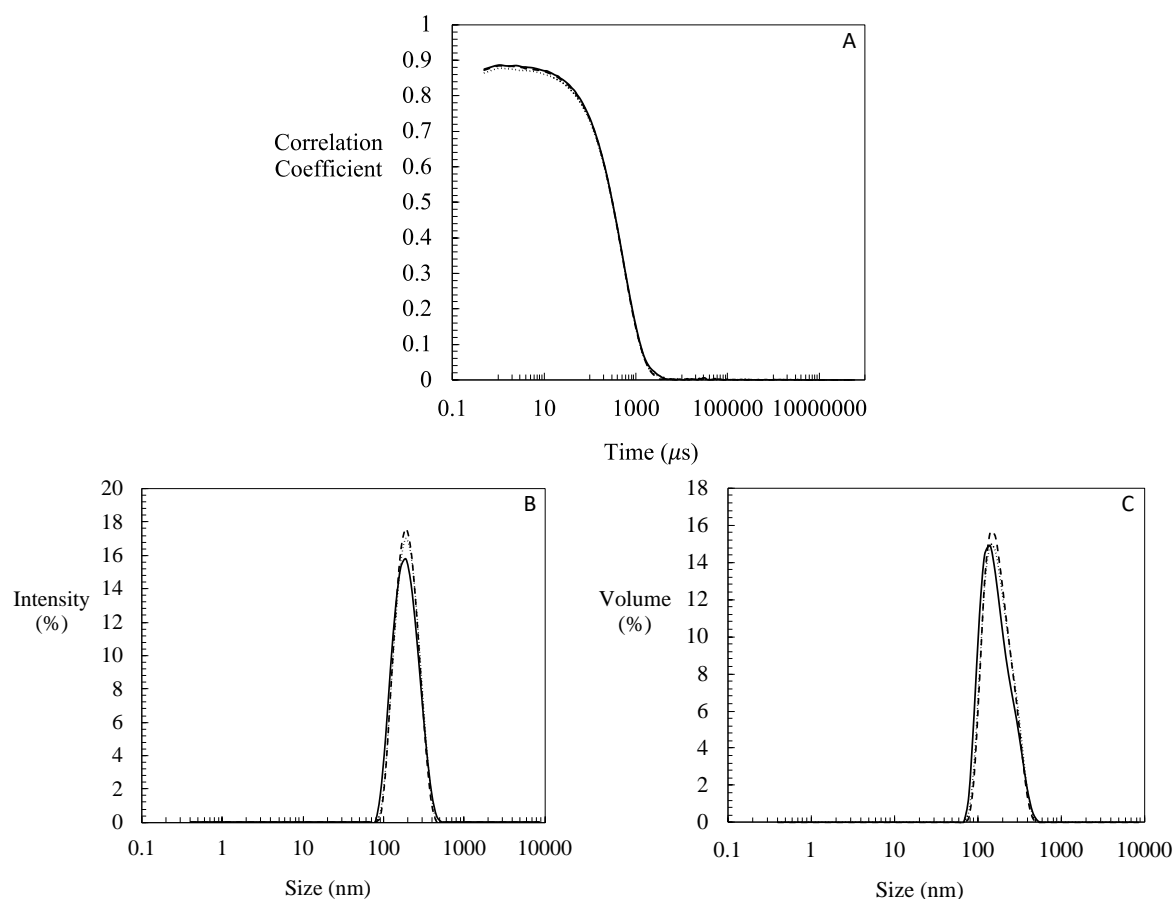 A
1
0.9
0.8
0.7
0.6
0.5
0.4
0.3
0.2
0.1
0
Correlation
Coefficient
0.1 10 1000 100000 10000000
Time (μs)
B
20
18
16
14
12
10
8
6
4
2
0
Intensity
(%)
0.1 1 10 100 1000 10000
Size (nm)
C
18
16
14
12
10
8
6
4
2
0
Volume
(%)
0.1 1 10 100 1000 10000
Size (nm)